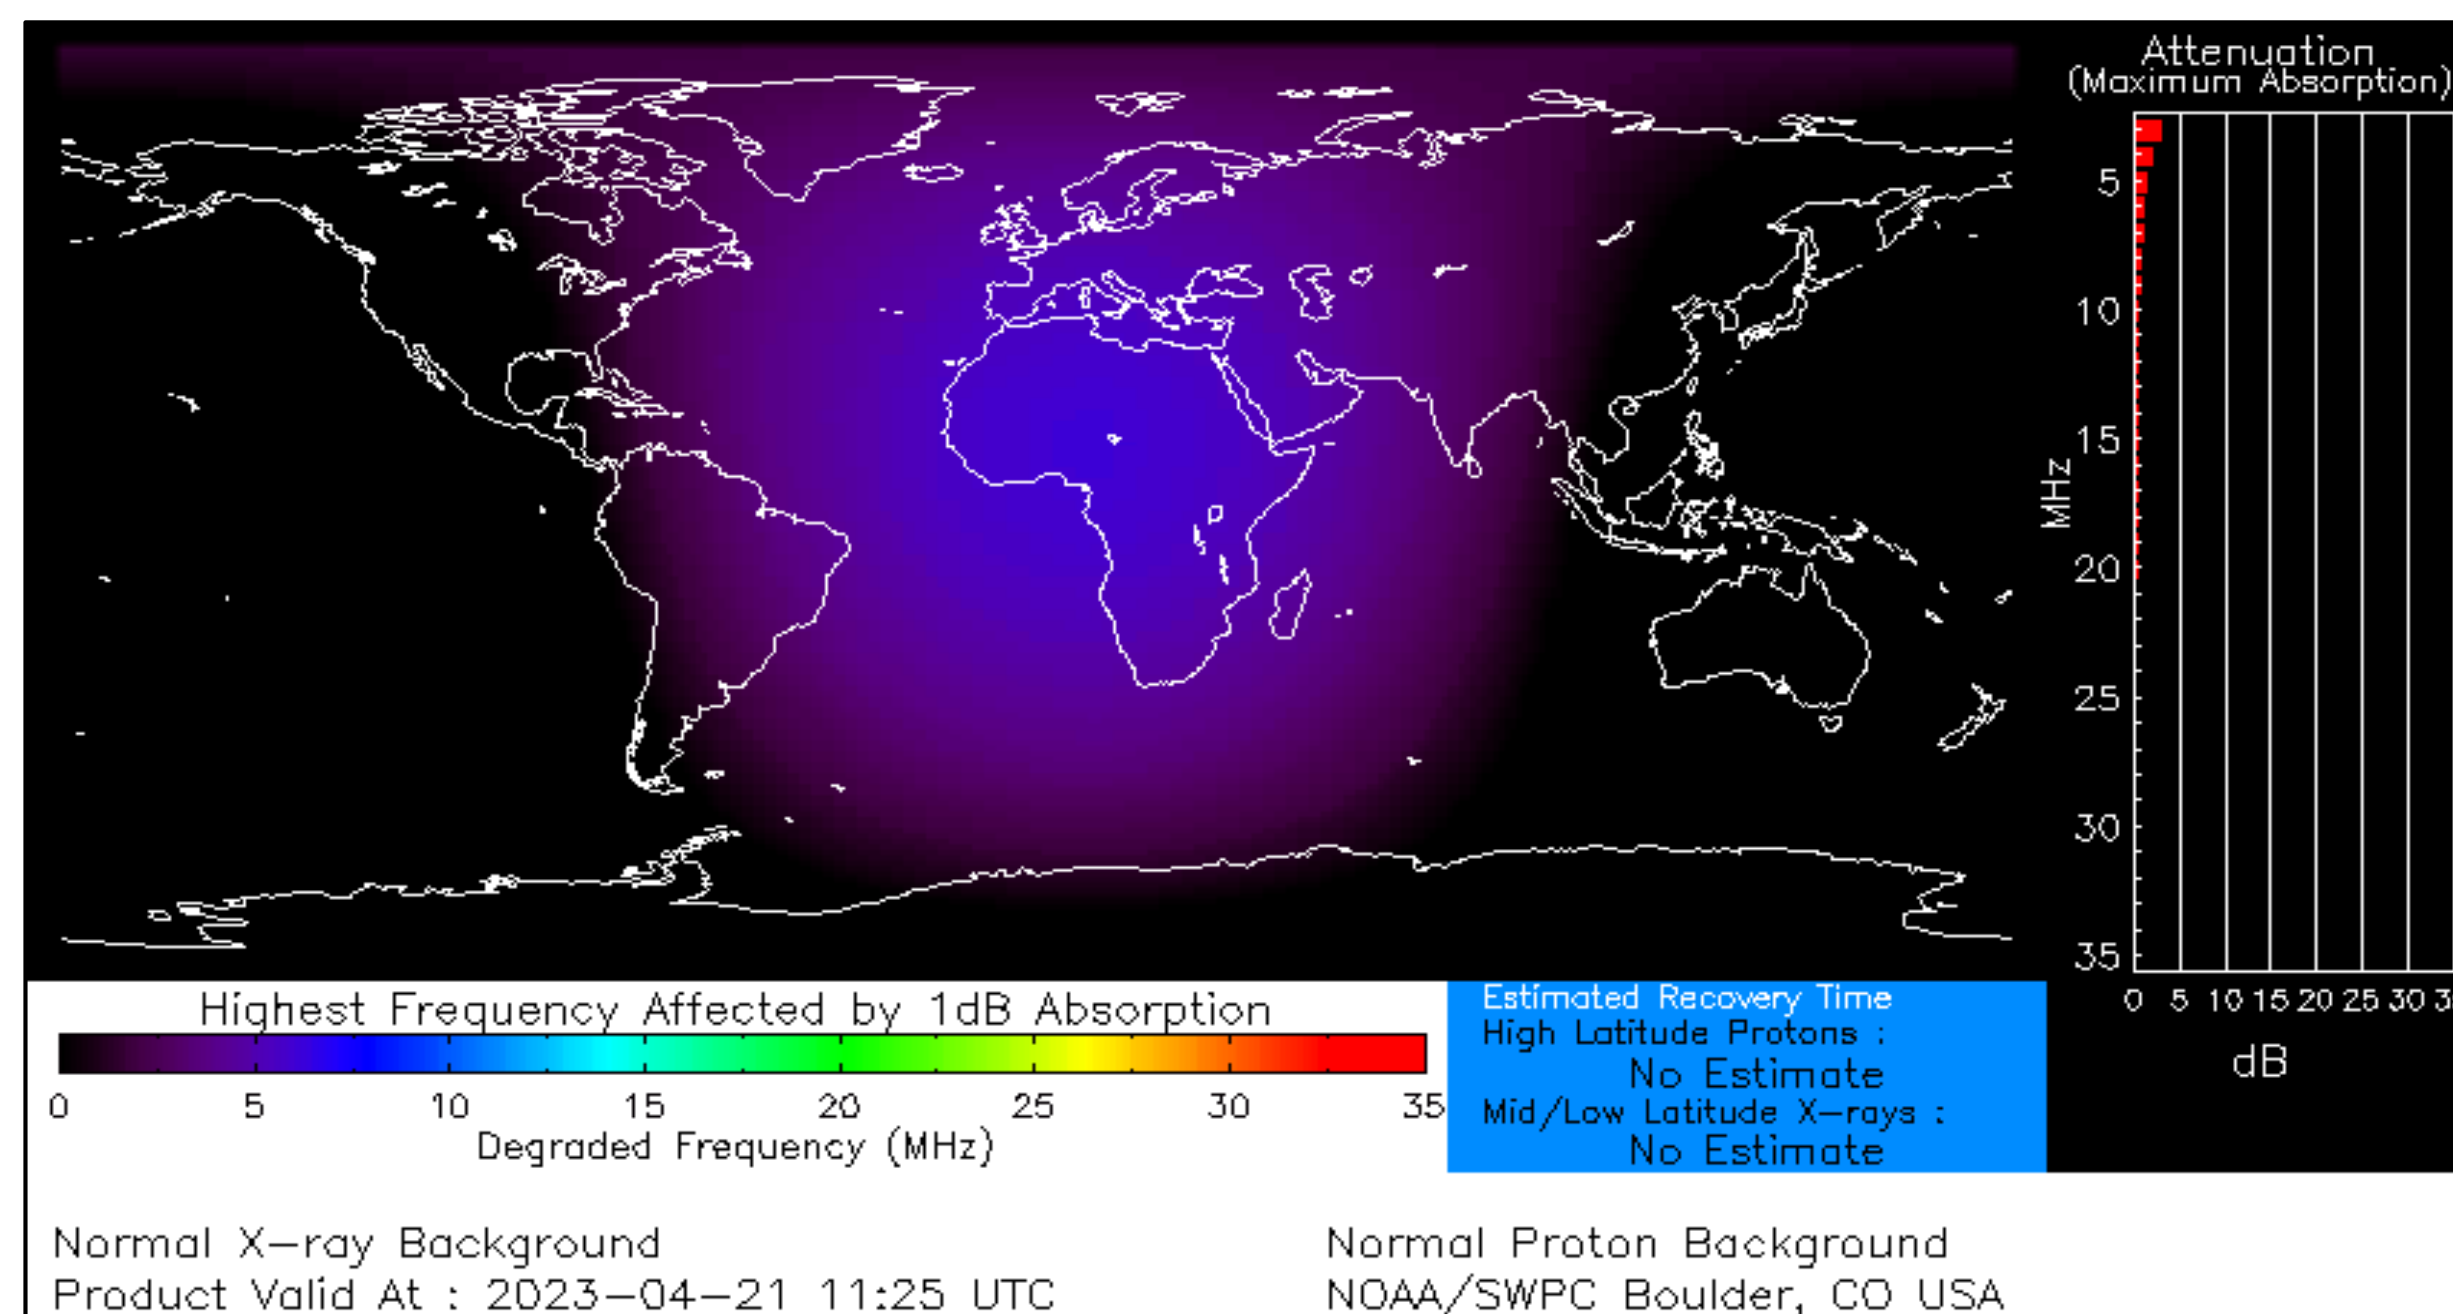 Attenuation
(Maximum Absorption)
5
10
15
20
25
30
35
MHz
0 5 10 15 20 25 30
dB
Highest Frequency Affected by 1dB Absorption
0 5 10 15 20 25 30 35
Degraded Frequency (MHz)
Estimated Recovery Time
High Latitude Protons :
No Estimate
Mid/Low Latitude X-rays :
No Estimate
Normal X-ray Background
Normal Proton Background
Product Valid At : 2023-04-21 11:25 UTC
NOAA/SWPC Boulder, CO USA